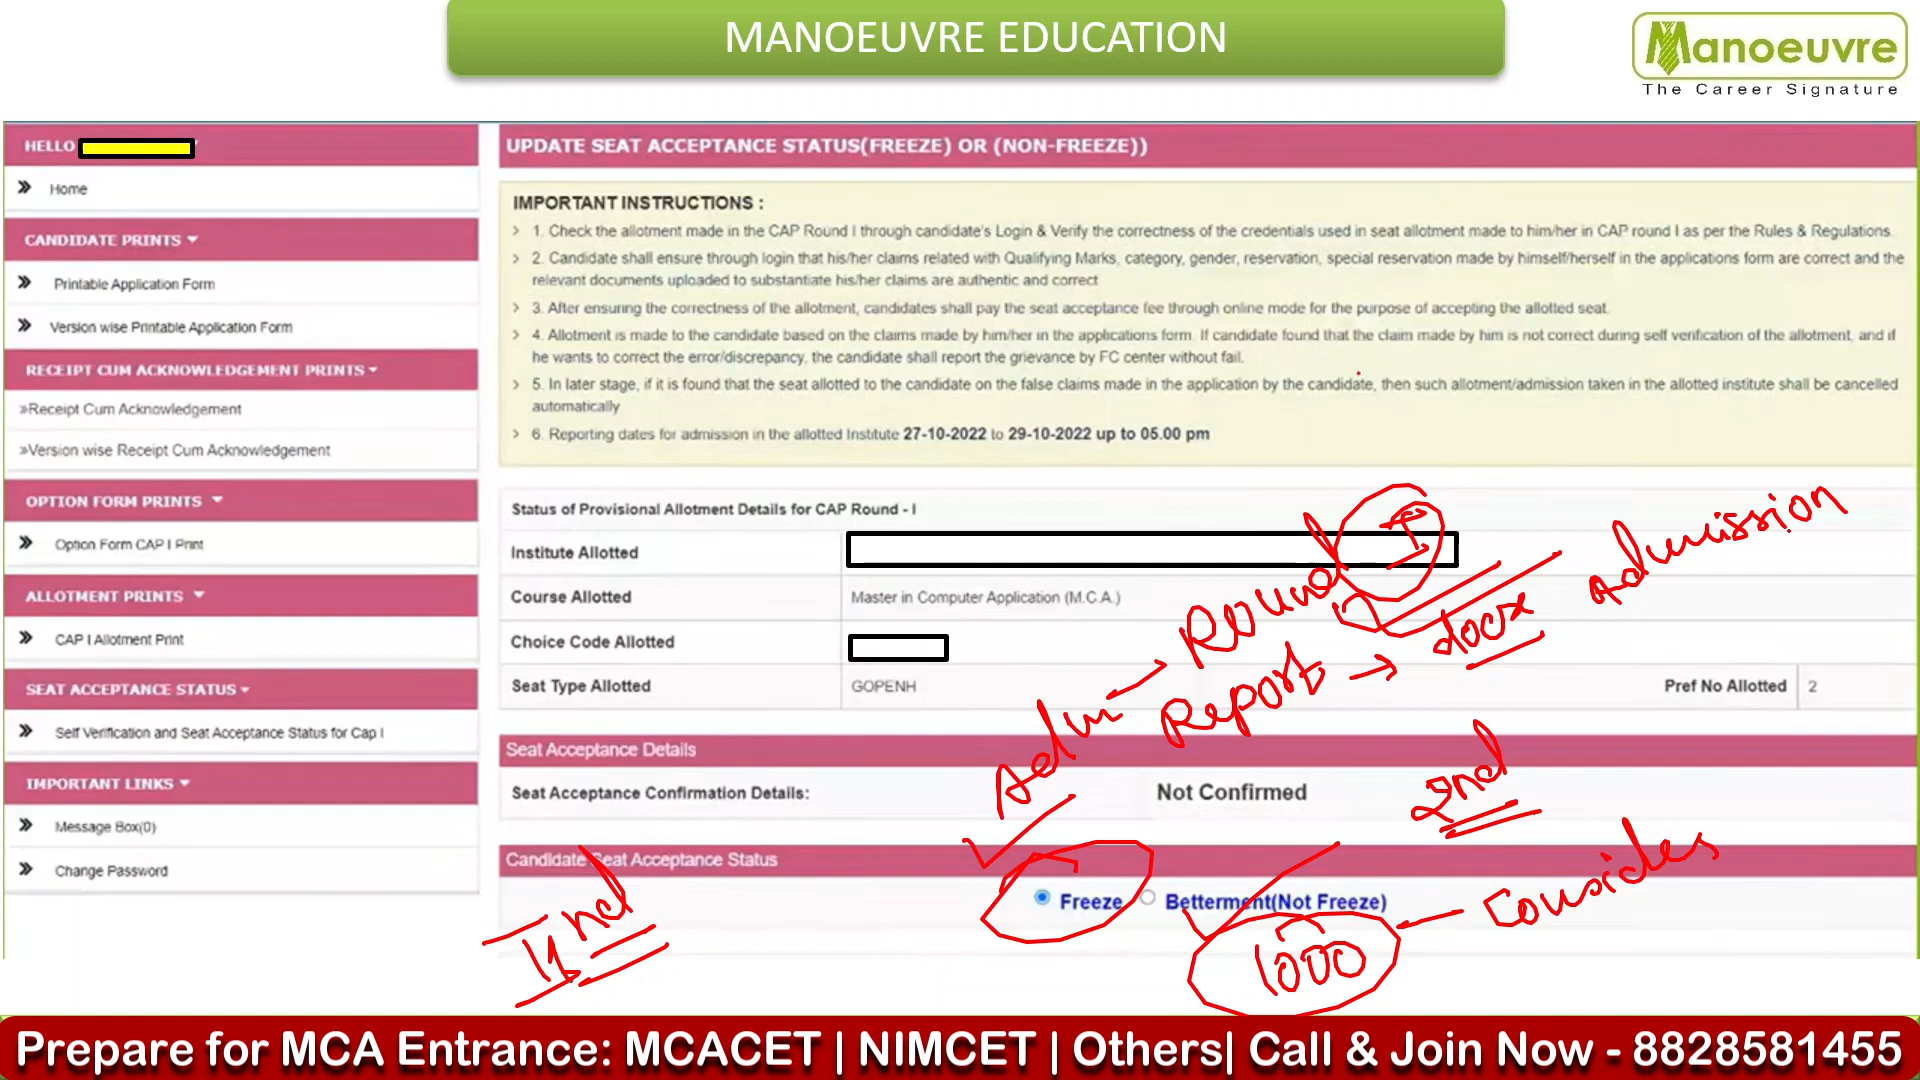 MANOEUVRE EDUCATION
Manoeuvre
The Career Signature
HELLO
Home
CANDIDATE PRINTS
Printable Application Form
Version wise Printable Application Form
RECEIPT CUM ACKNOWLEDGEMENT PRINTS
»Receipt Cum Acknowledgement
»Version wise Receipt Cum Acknowledgement
OPTION FORM PRINTS
Option Form CAP I Print
ALLOTMENT PRINTS
CAP I Allotment Print
SEAT ACCEPTANCE STATUS
Self Verification and Seat Acceptance Status for Cap I
IMPORTANT LINKS
Message Box(0)
Change Password
UPDATE SEAT ACCEPTANCE STATUS(FREEZE) OR (NON-FREEZE))
IMPORTANT INSTRUCTIONS :
1. Check the allotment made in the CAP Round I through candidate's Login & Verify the correctness of the credentials used in seat allotment made to him/her in CAP round I as per the Rules & Regulations.
2. Candidate shall ensure through login that his/her claims related with Qualifying Marks, category, gender, reservation, special reservation made by himself/herself in the applications form are correct and the
relevant documents uploaded to substantiate his/her claims are authentic and correct
3. After ensuring the correctness of the allotment, candidates shall pay the seat acceptance fee through online mode for the purpose of accepting the allotted seat.
4. Allotment is made to the candidate based on the claims made by him/her in the applications form. If candidate found that the claim made by him is not correct during self verification of the allotment, and if
he wants to correct the error/discrepancy, the candidate shall report the grievance by FC center without fail.
5. In later stage, if it is found that the seat allotted to the candidate on the false claims made in the application by the candidate, then such allotment/admission taken in the allotted institute shall be cancelled
automatically
6. Reporting dates for admission in the allotted Institute 27-10-2022 to 29-10-2022 up to 05.00 pm
Status of Provisional Allotment Details for CAP Round - I
Institute Allotted
Course Allotted Master in Computer Application (M.C.A.)
Choice Code Allotted
Seat Type Allotted GOPENH Pref No Allotted 2
Seat Acceptance Details
Seat Acceptance Confirmation Details: Not Confirmed
Candidate Seat Acceptance Status
Freeze Betterment(Not Freeze)
Adm → Round I
Report → docx Admission
2nd
1000 Consider
IInd
Prepare for MCA Entrance: MCACET | NIMCET | Others| Call & Join Now - 8828581455